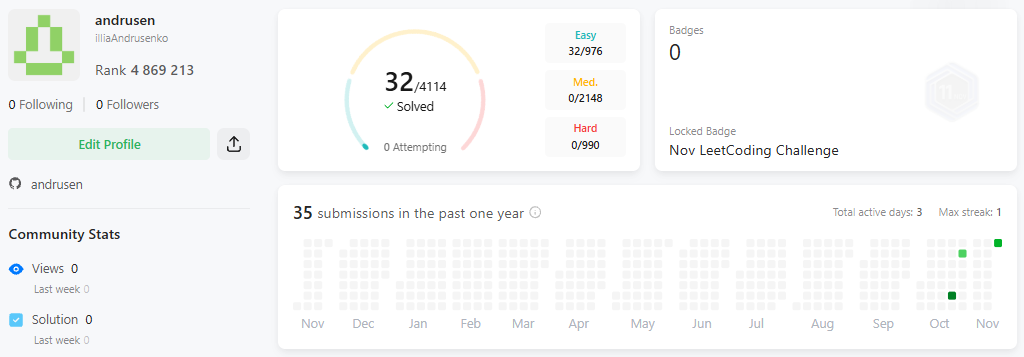 andrusen
illiaAndrusenko
Rank 4 869 213
0 Following
0 Followers
Edit Profile
andrusen
Community Stats
Views 0
Last week 0
Solution 0
Last week 0
32/4114
Solved
0 Attempting
Easy
32/976
Med.
0/2148
Hard
0/990
Badges
0
Locked Badge
Nov LeetCoding Challenge
35 submissions in the past one year
Total active days: 3
Max streak: 1
Nov Dec Jan Feb Mar Apr May Jun Jul Aug Sep Oct Nov